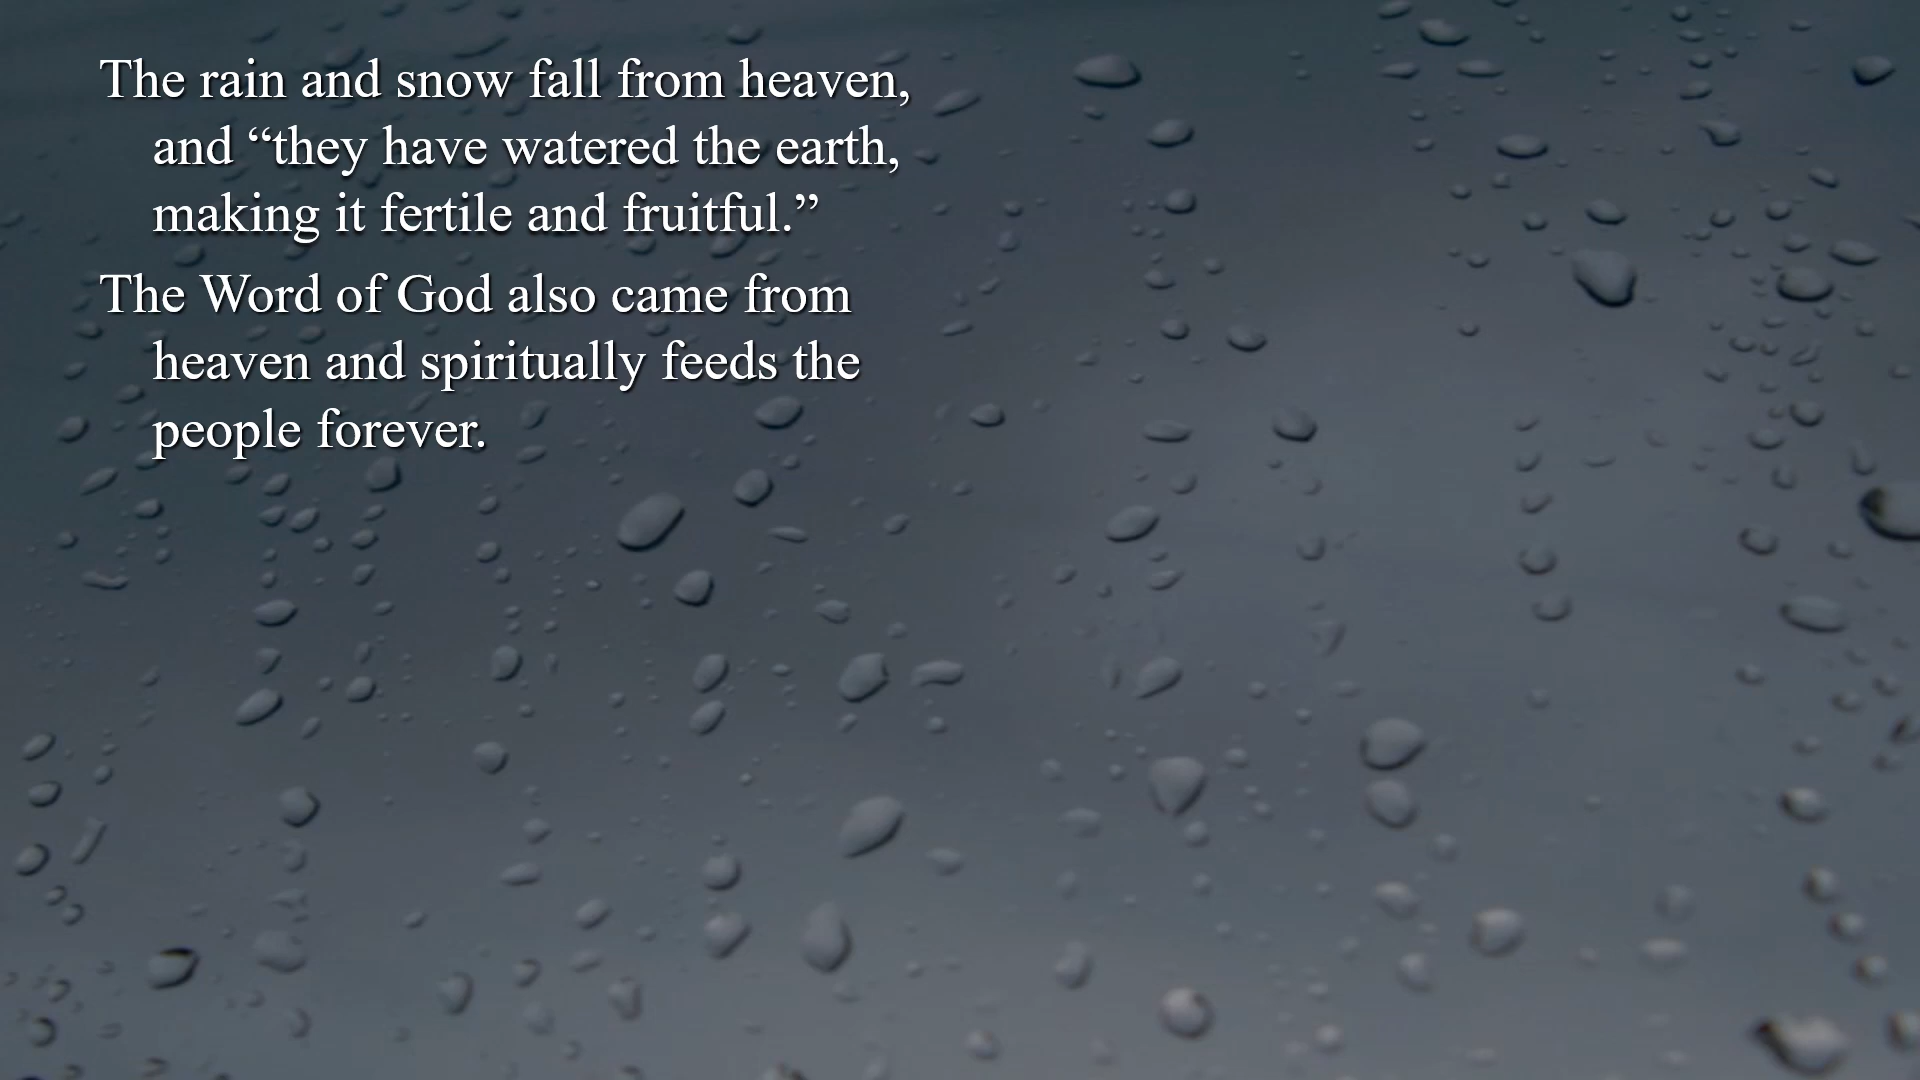 The rain and snow fall from heaven,
and “they have watered the earth,
making it fertile and fruitful.”
The Word of God also came from
heaven and spiritually feeds the
people forever.